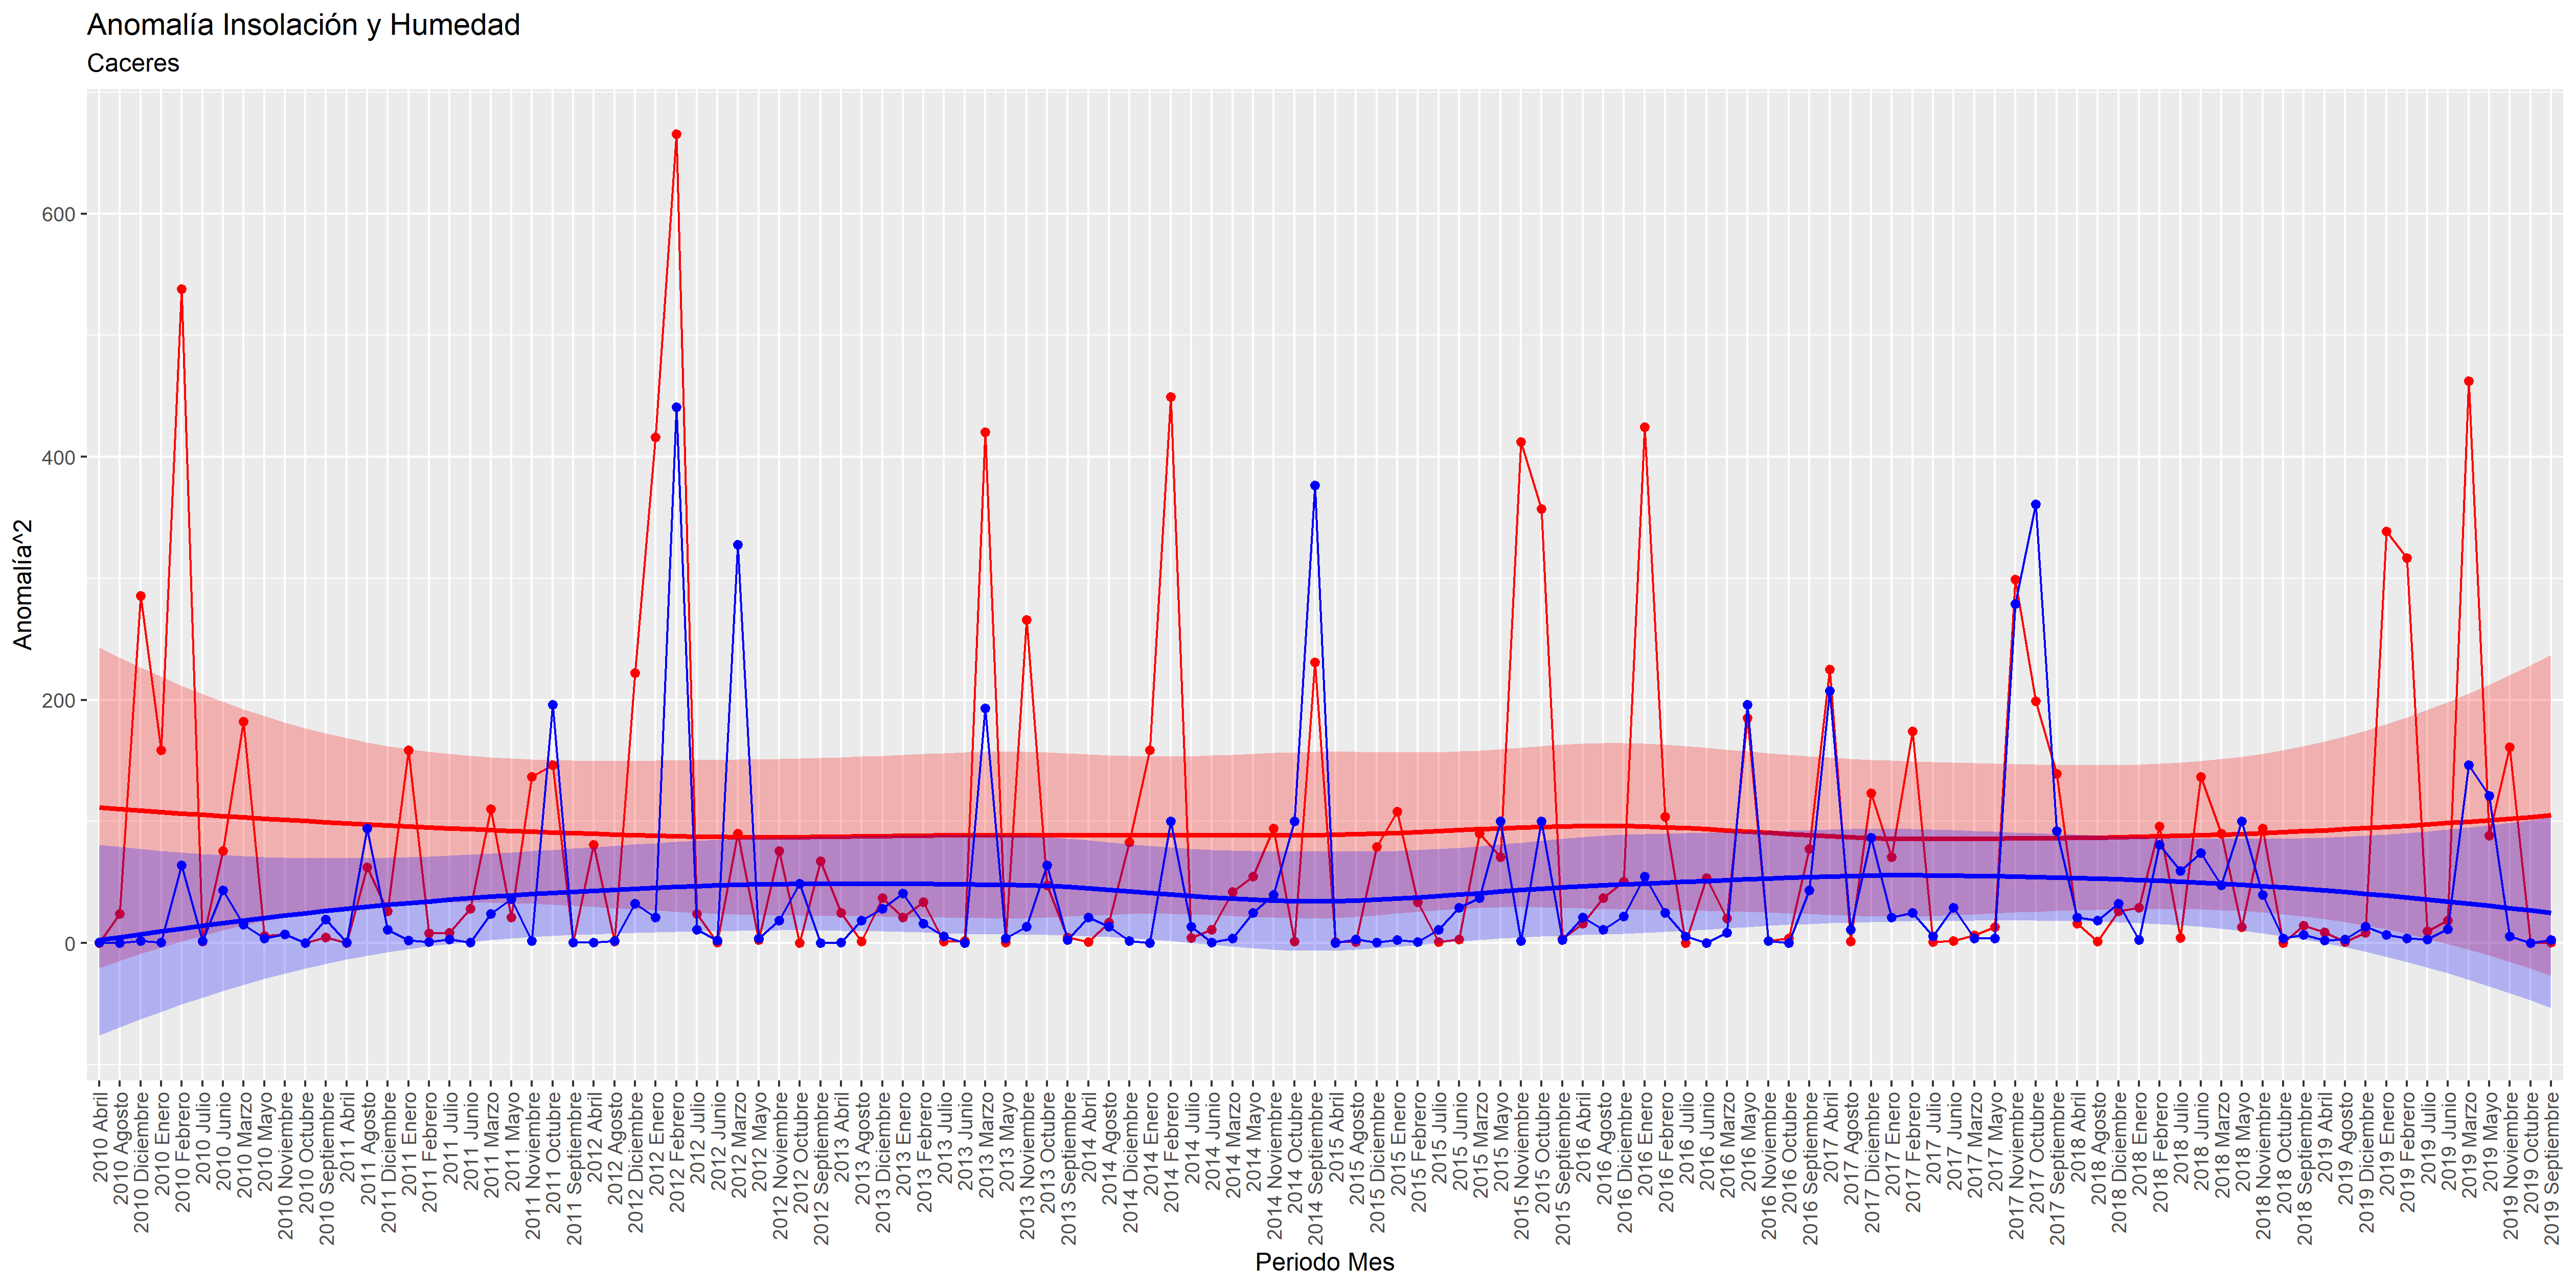 Anomalía Insolación y Humedad
Caceres
Anomalía^2
600
400
200
0
2010 Abril
2010 Agosto
2010 Diciembre
2010 Enero
2010 Febrero
2010 Julio
2010 Junio
2010 Marzo
2010 Mayo
2010 Noviembre
2010 Octubre
2010 Septiembre
2011 Abril
2011 Agosto
2011 Diciembre
2011 Enero
2011 Febrero
2011 Julio
2011 Junio
2011 Marzo
2011 Mayo
2011 Noviembre
2011 Octubre
2011 Septiembre
2012 Abril
2012 Agosto
2012 Diciembre
2012 Enero
2012 Febrero
2012 Julio
2012 Junio
2012 Marzo
2012 Mayo
2012 Noviembre
2012 Octubre
2012 Septiembre
2013 Abril
2013 Agosto
2013 Diciembre
2013 Enero
2013 Febrero
2013 Julio
2013 Junio
2013 Marzo
2013 Mayo
2013 Noviembre
2013 Octubre
2013 Septiembre
2014 Abril
2014 Agosto
2014 Diciembre
2014 Enero
2014 Febrero
2014 Julio
2014 Junio
2014 Marzo
2014 Mayo
2014 Noviembre
2014 Octubre
2014 Septiembre
2015 Abril
2015 Agosto
2015 Diciembre
2015 Enero
2015 Febrero
2015 Julio
2015 Junio
2015 Marzo
2015 Mayo
2015 Noviembre
2015 Octubre
2015 Septiembre
2016 Abril
2016 Agosto
2016 Diciembre
2016 Enero
2016 Febrero
2016 Julio
2016 Junio
2016 Marzo
2016 Mayo
2016 Noviembre
2016 Octubre
2016 Septiembre
2017 Abril
2017 Agosto
2017 Diciembre
2017 Enero
2017 Febrero
2017 Julio
2017 Junio
2017 Marzo
2017 Mayo
2017 Noviembre
2017 Octubre
2017 Septiembre
2018 Abril
2018 Agosto
2018 Diciembre
2018 Enero
2018 Febrero
2018 Julio
2018 Junio
2018 Marzo
2018 Mayo
2018 Noviembre
2018 Octubre
2018 Septiembre
2019 Abril
2019 Agosto
2019 Diciembre
2019 Enero
2019 Febrero
2019 Julio
2019 Junio
2019 Marzo
2019 Mayo
2019 Noviembre
2019 Octubre
2019 Septiembre
Periodo Mes